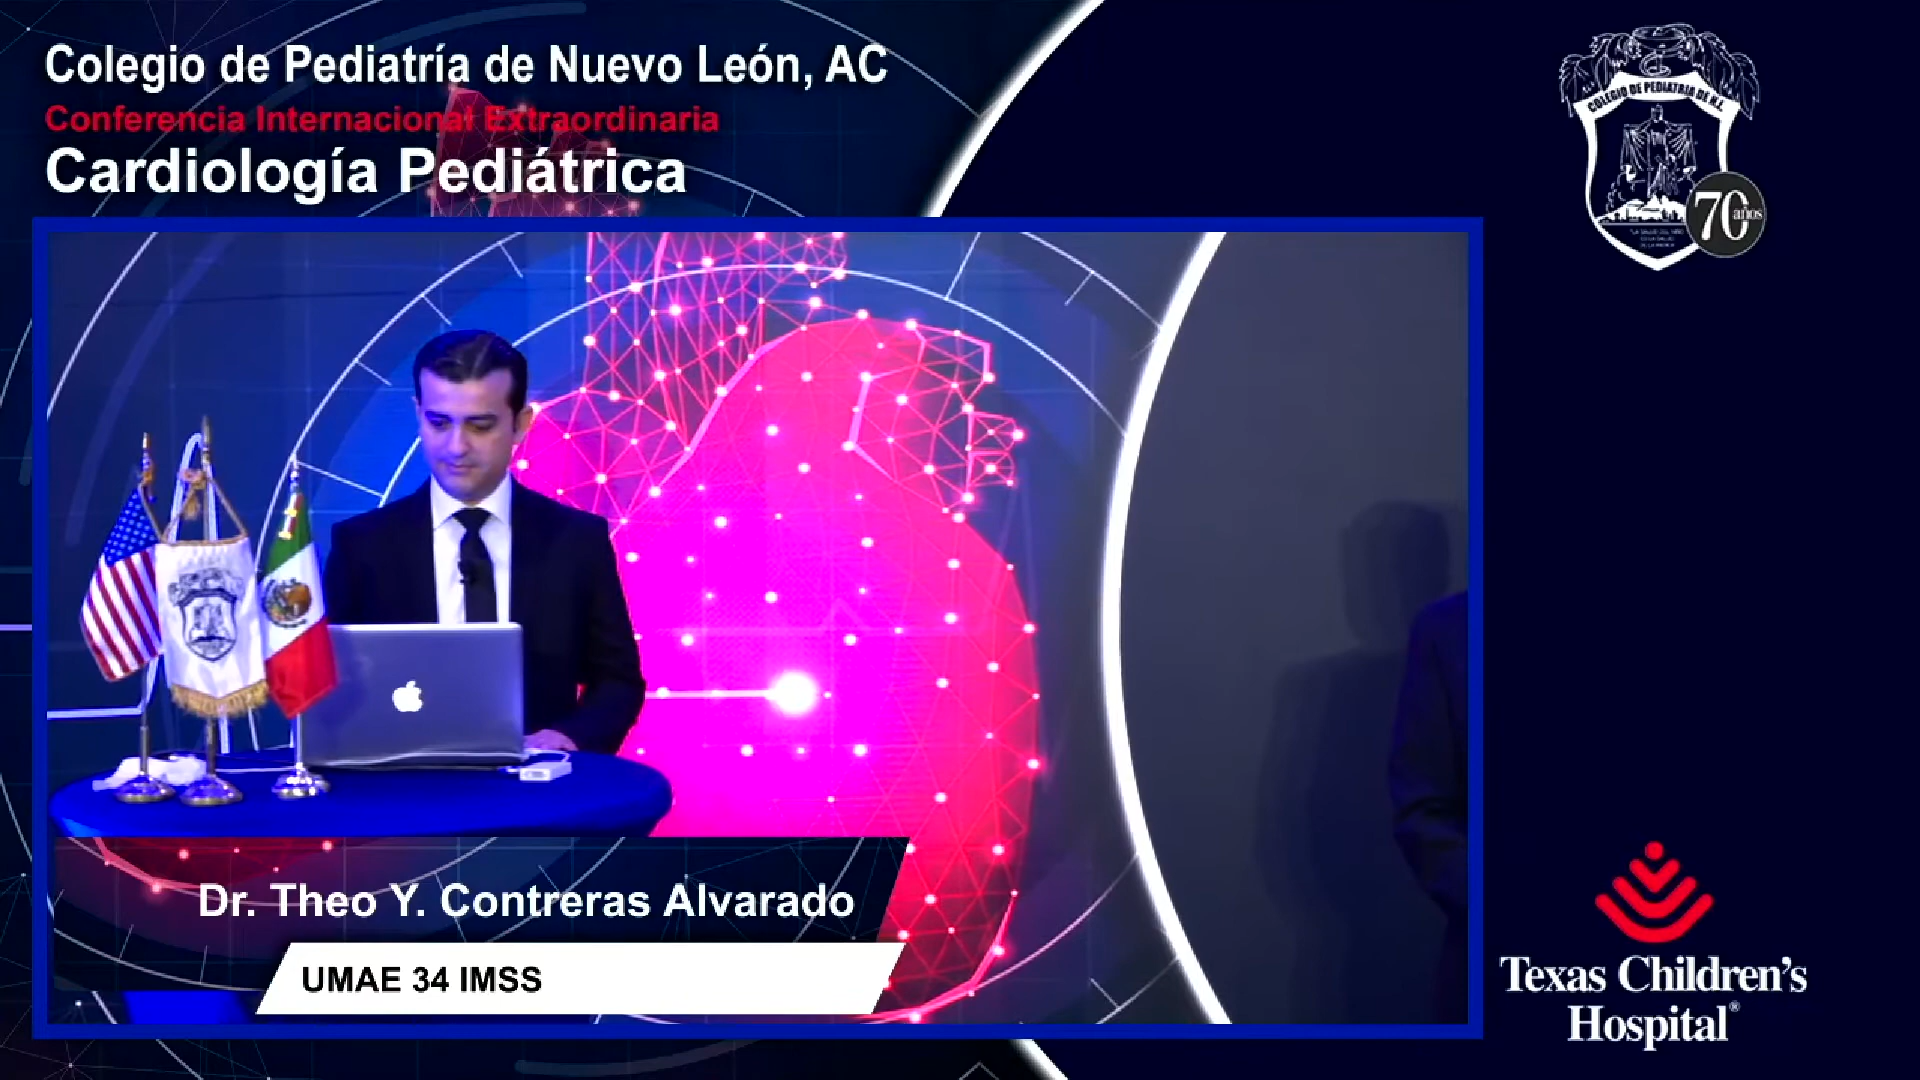 Colegio de Pediatría de Nuevo León, AC
Conferencia Internacional Extraordinaria
Cardiología Pediátrica
COLEGIO DE PEDIATRIA DE N.L.
70 años
Dr. Theo Y. Contreras Alvarado
UMAE 34 IMSS
Texas Children's
Hospital®